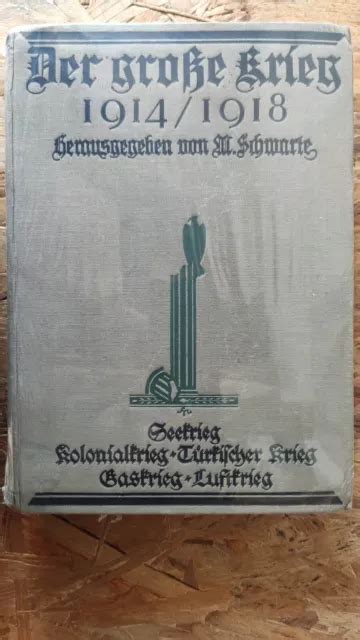 Der große Krieg
1914/1918
Herausgegeben von M. Schwarte
Seekrieg
Kolonialkrieg · Türkischer Krieg
Gaskrieg · Luftkrieg